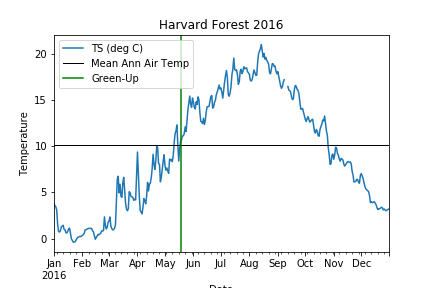 Harvard Forest 2016
TS (deg C)
Mean Ann Air Temp
Green-Up
Temperature
20
15
10
5
0
Jan Feb Mar Apr May Jun Jul Aug Sep Oct Nov Dec
2016